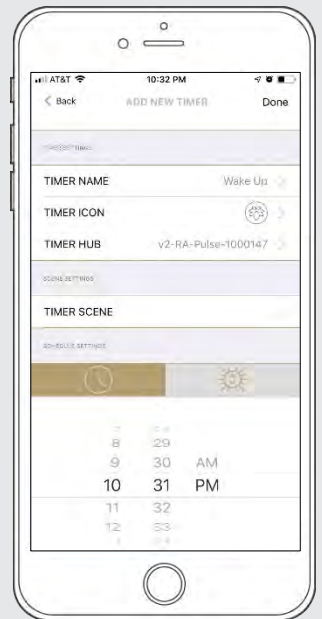 AT&T 10:32 PM
< Back ADD NEW TIMER Done
TIMER SETTINGS
TIMER NAME Wake Up >
TIMER ICON >
TIMER HUB v2-RA-Pulse-1000147 >
SCENE SETTINGS
TIMER SCENE
SCHEDULE SETTINGS
8 29
9 30 AM
10 31 PM
11 32
12 33